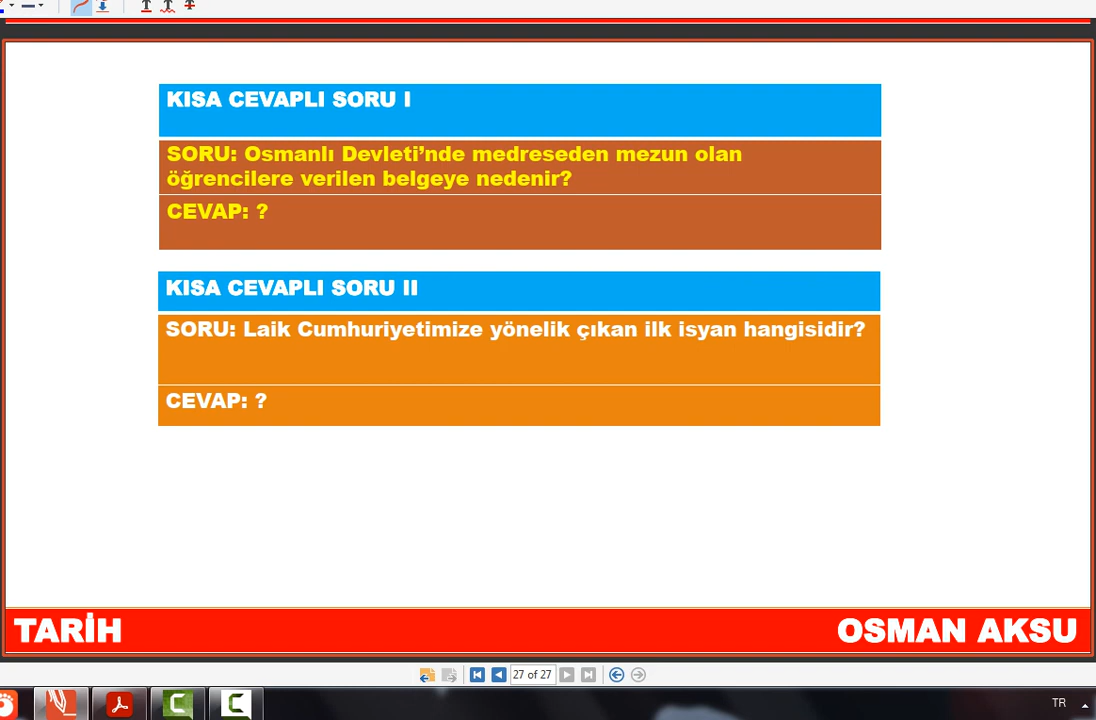 KISA CEVAPLI SORU I
SORU: Osmanlı Devleti’nde medreseden mezun olan
öğrencilere verilen belgeye nedenir?
CEVAP: ?
KISA CEVAPLI SORU II
SORU: Laik Cumhuriyetimize yönelik çıkan ilk isyan hangisidir?
CEVAP: ?
TARİH
OSMAN AKSU
27 of 27
TR